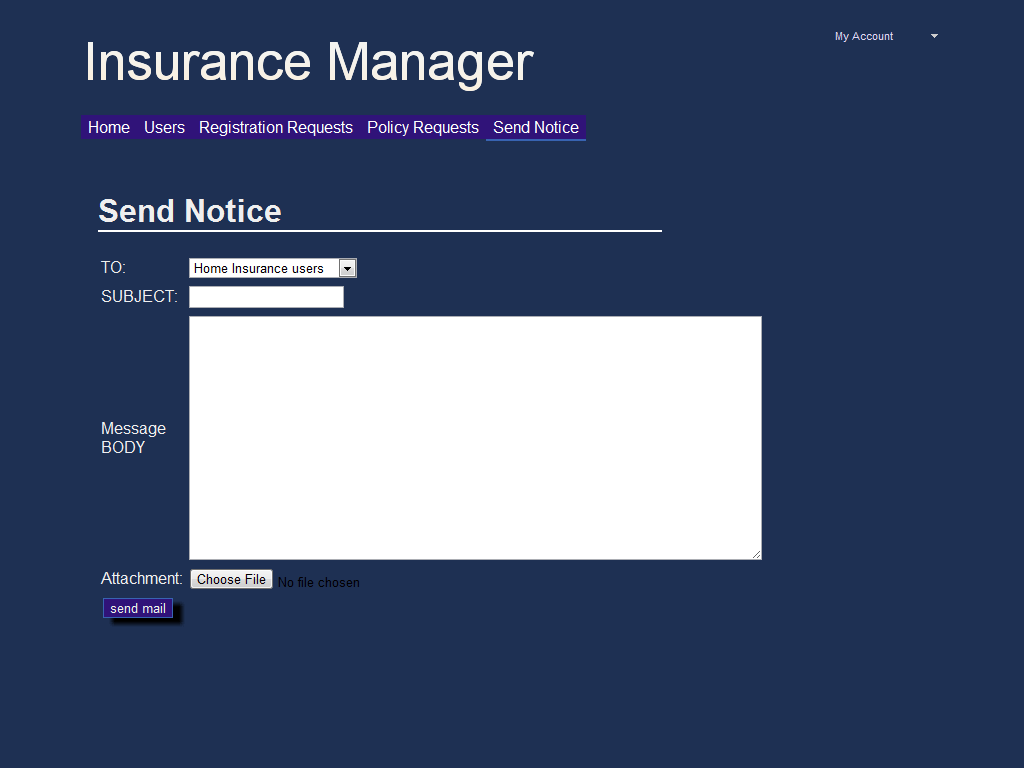 My Account
Insurance Manager
Home Users Registration Requests Policy Requests Send Notice
Send Notice
TO: Home Insurance users
SUBJECT:
Message
BODY
Attachment: Choose File No file chosen
send mail